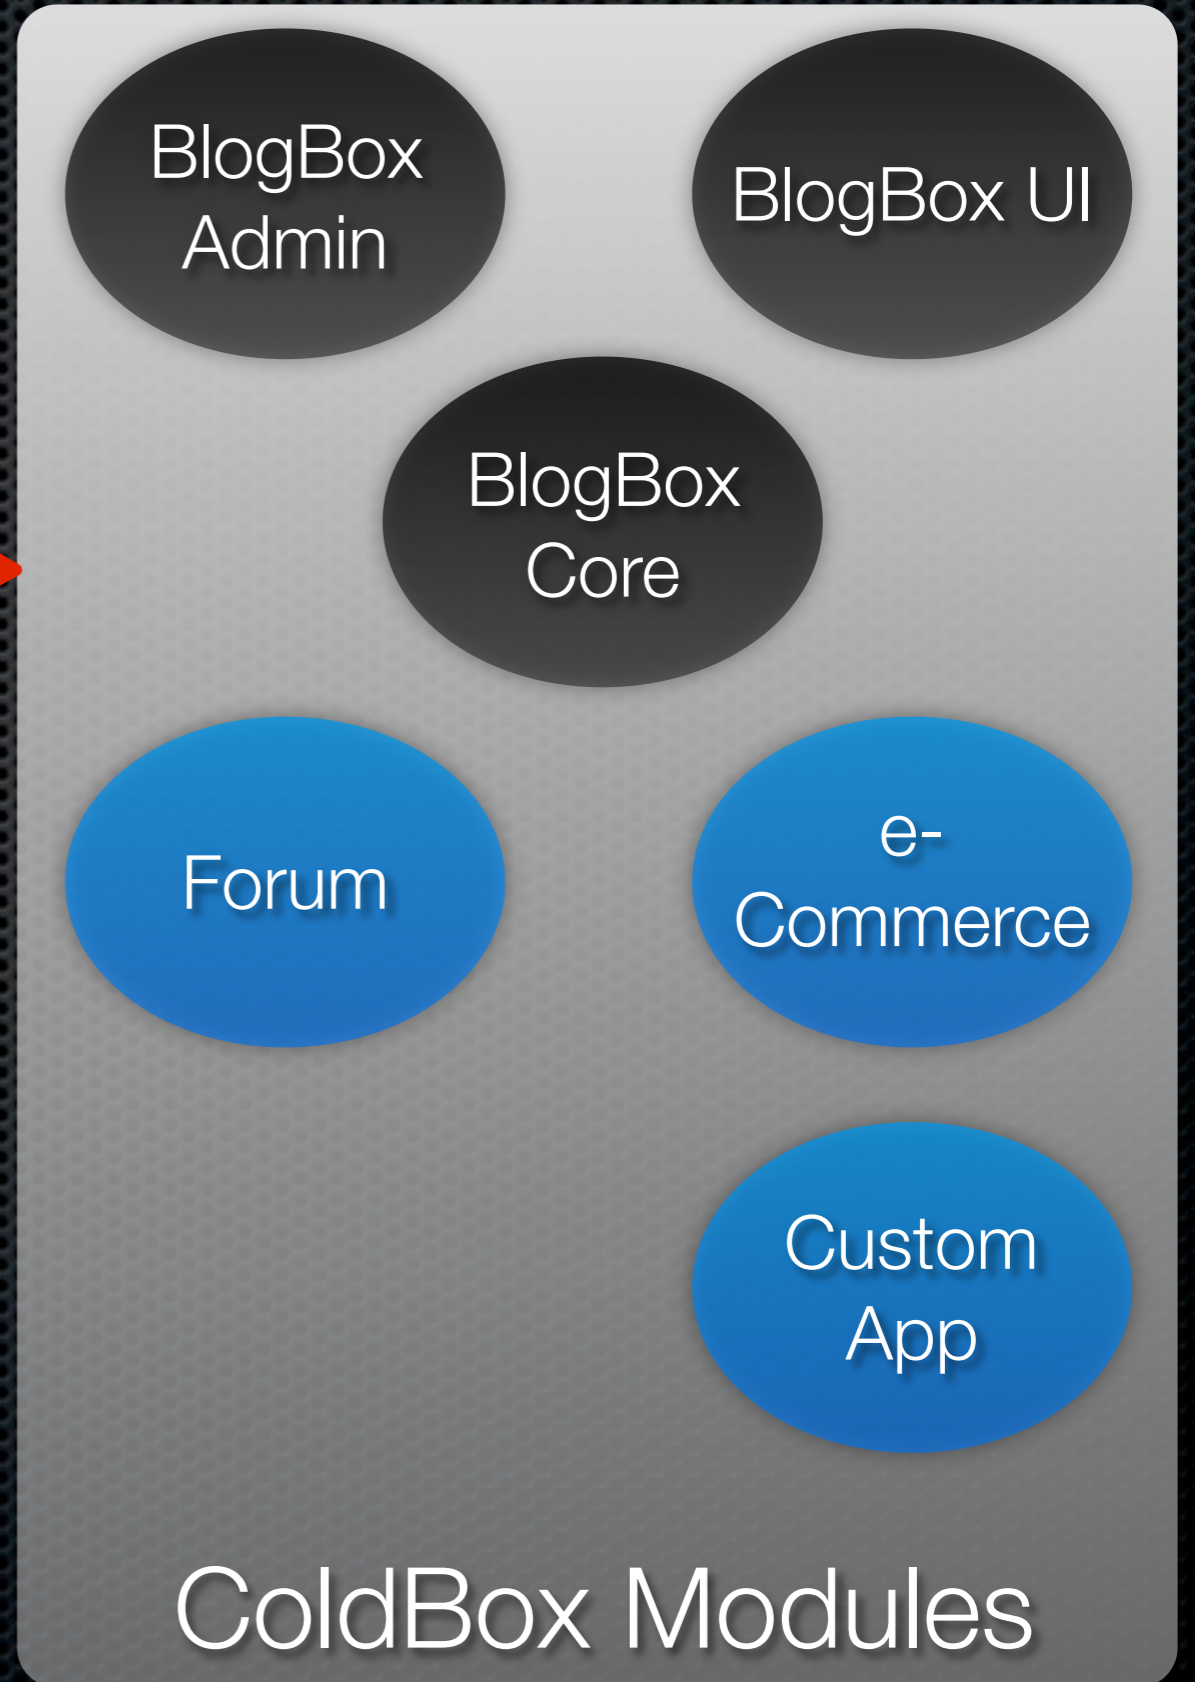 BlogBox
Admin
BlogBox UI
BlogBox
Core
Forum
e-
Commerce
Custom
App
ColdBox Modules